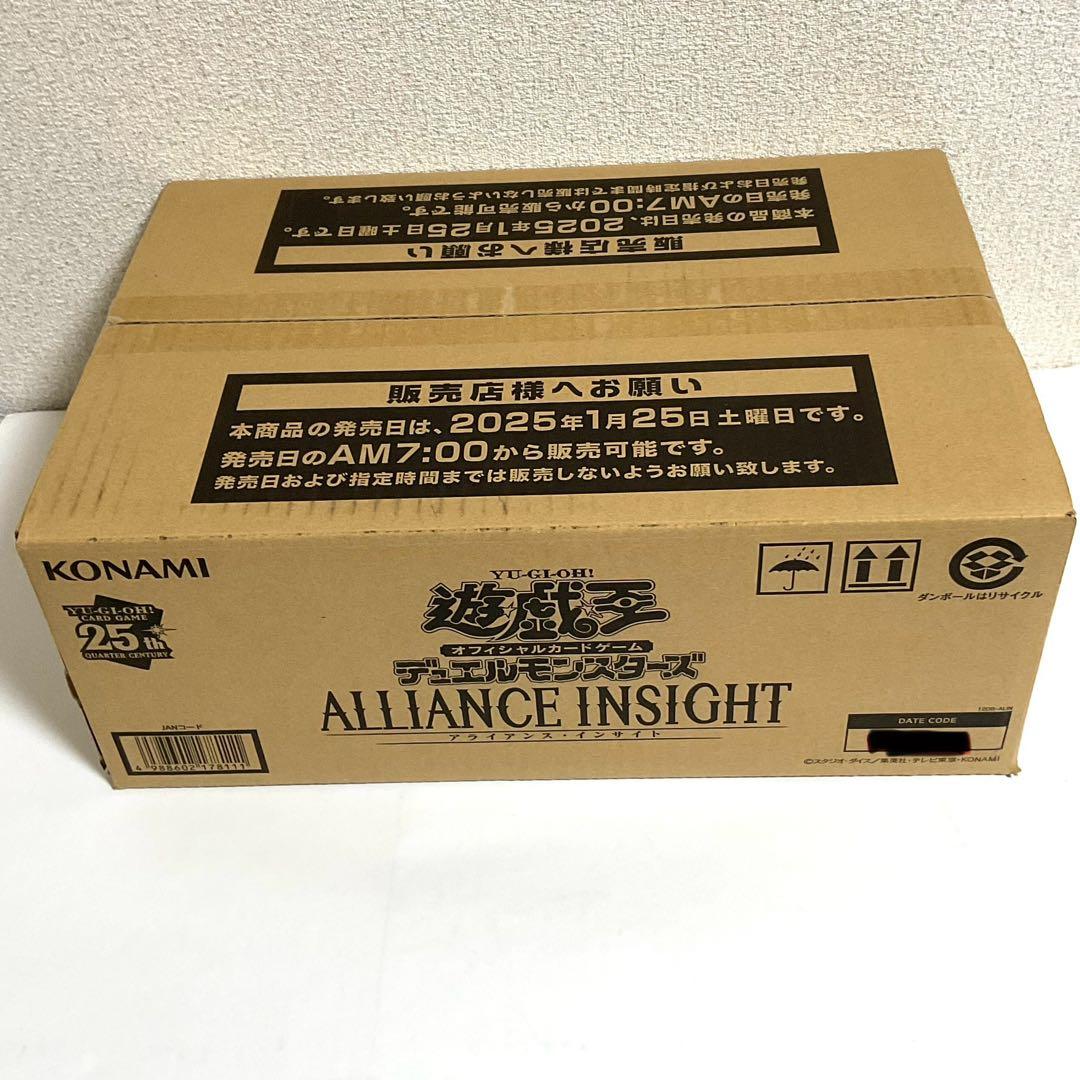 販売店様へお願い
本商品の発売日は、2025年1月25日土曜日です。
発売日のAM7:00から販売可能です。
発売日および指定時間までは販売しないようお願い致します。
販売店様へお願い
本商品の発売日は、2025年1月25日土曜日です。
発売日のAM7:00から販売可能です。
発売日および指定時間までは販売しないようお願い致します。
KONAMI
YU-GI-OH!
CARD GAME
25th
QUARTER CENTURY
YU-GI-OH!
遊戯王
オフィシャルカードゲーム
デュエルモンスターズ
ALLIANCE INSIGHT
アライアンス・インサイト
JANコード
4 988602 178111
ダンボールはリサイクル
12DB-ALIN
DATE CODE
©スタジオ・ダイス/集英社・テレビ東京・KONAMI